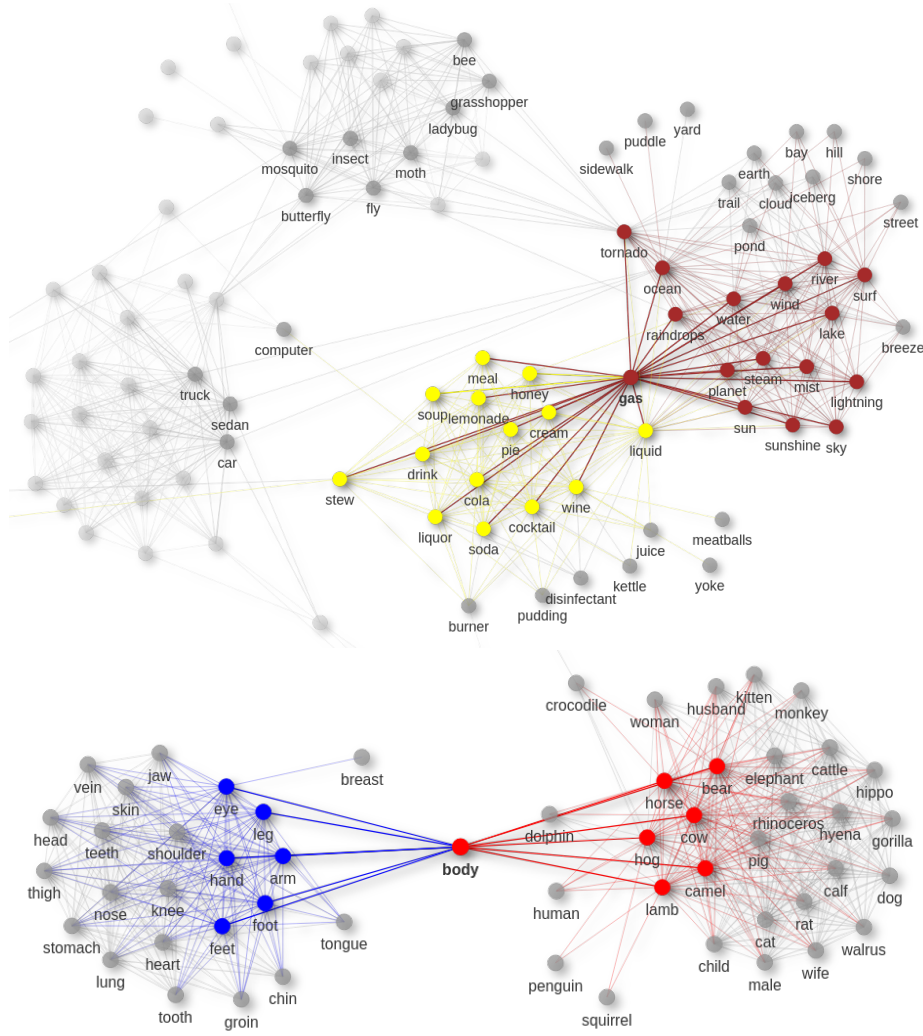 bee
grasshopper
ladybug
insect
mosquito
moth
butterfly
fly
yard
puddle
sidewalk
bay
hill
earth
shore
trail
cloud
iceberg
street
pond
tornado
ocean
river
wind
surf
water
raindrops
lake
breeze
computer
steam
mist
planet
lightning
gas
meal
honey
truck
soup
lemonade
cream
sedan
pie
sun
sunshine
sky
liquid
car
drink
stew
cola
wine
liquor
cocktail
soda
juice
meatballs
kettle
yoke
disinfectant
pudding
burner
crocodile
woman
husband
kitten
monkey
vein
jaw
breast
skin
eye
horse
bear
elephant
cattle
hippo
head
teeth
shoulder
leg
dolphin
cow
rhinoceros
hyena
gorilla
thigh
hand
arm
body
hog
pig
nose
knee
foot
camel
calf
dog
stomach
feet
tongue
human
lamb
rat
lung
heart
child
cat
wife
walrus
tooth
groin
chin
penguin
squirrel
male